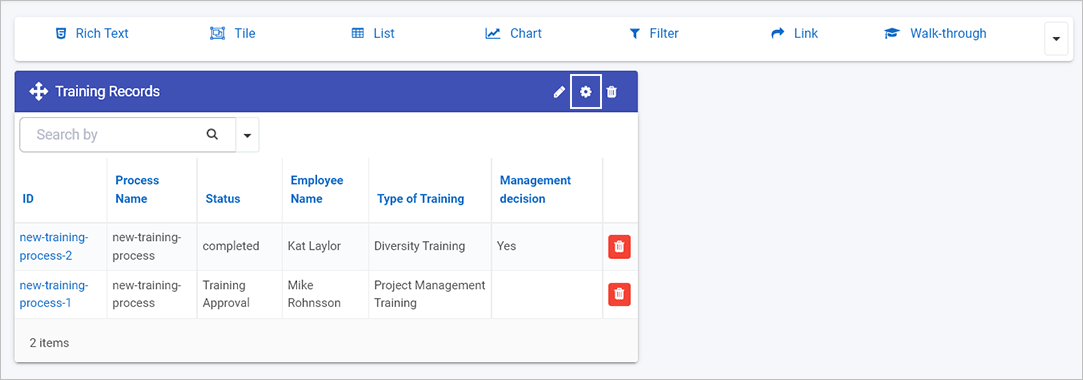 Rich Text Tile List Chart Filter Link Walk-through
Training Records
Search by
ID Process Name Status Employee Name Type of Training Management decision
new-training-process-2 new-training-process completed Kat Laylor Diversity Training Yes
new-training-process-1 new-training-process Training Approval Mike Rohnsson Project Management Training
2 items